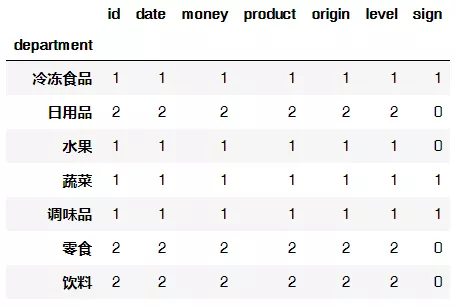 id date money product origin level sign
department
冷冻食品 1 1 1 1 1 1 1
日用品 2 2 2 2 2 2 0
水果 1 1 1 1 1 1 0
蔬菜 1 1 1 1 1 1 1
调味品 1 1 1 1 1 1 1
零食 2 2 2 2 2 2 0
饮料 2 2 2 2 2 2 0